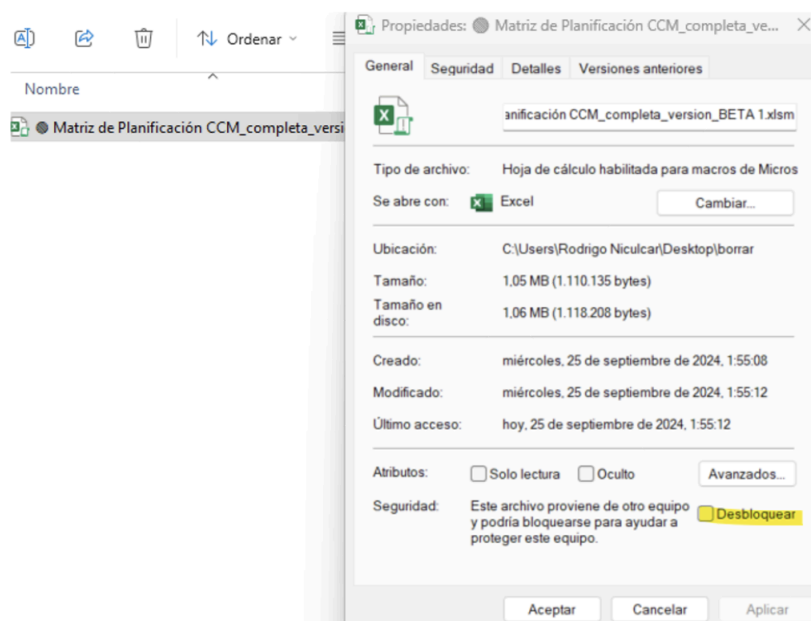 Ordenar
Nombre
Matriz de Planificación CCM_completa_versi
Propiedades: Matriz de Planificación CCM_completa_ve...
General Seguridad Detalles Versiones anteriores
anificación CCM_completa_version_BETA 1.xlsm
Tipo de archivo: Hoja de cálculo habilitada para macros de Micros
Se abre con: Excel Cambiar...
Ubicación: C:\Users\Rodrigo Niculcar\Desktop\borrar
Tamaño: 1,05 MB (1.110.135 bytes)
Tamaño en
disco: 1,06 MB (1.118.208 bytes)
Creado: miércoles, 25 de septiembre de 2024, 1:55:08
Modificado: miércoles, 25 de septiembre de 2024, 1:55:12
Último acceso: hoy, 25 de septiembre de 2024, 1:55:12
Atributos: Solo lectura Oculto Avanzados...
Seguridad: Este archivo proviene de otro equipo
y podría bloquearse para ayudar a
proteger este equipo.
Desbloquear
Aceptar Cancelar Aplicar